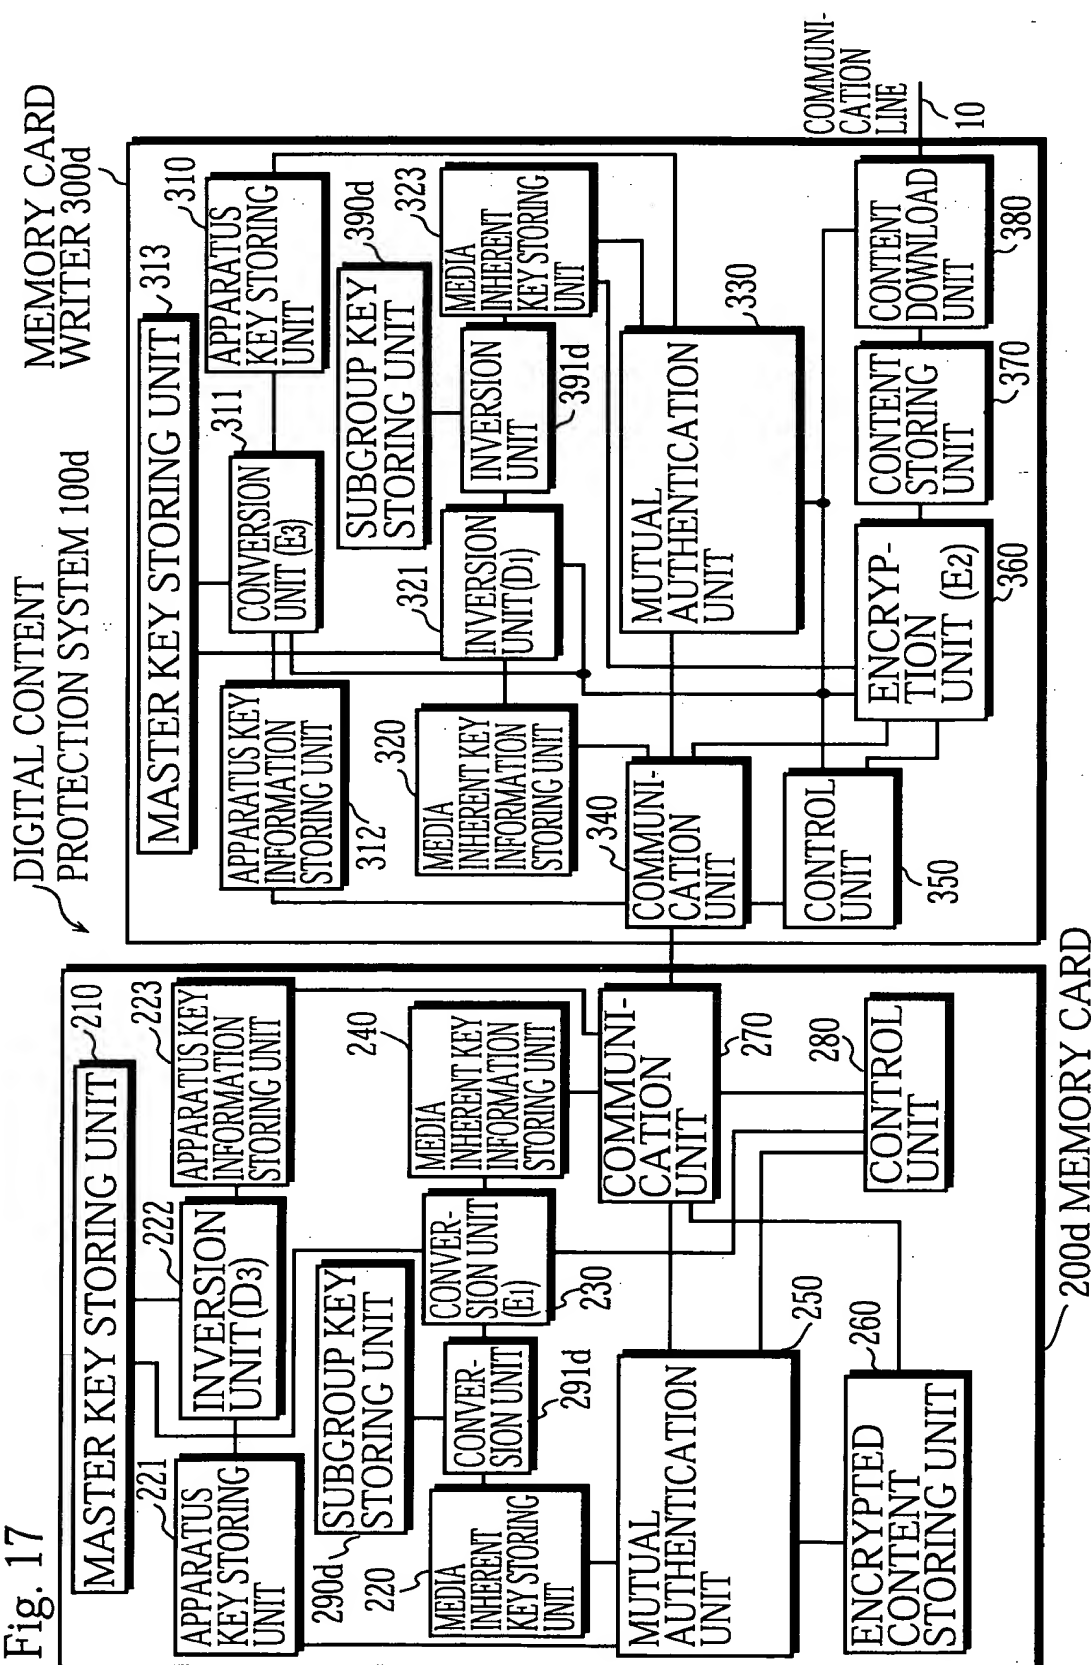 Fig. 17
DIGITAL CONTENT
PROTECTION SYSTEM 100d
MASTER KEY STORING UNIT
210
APPARATUS
KEY STORING
UNIT
221
INVERSION
UNIT (D3)
222
APPARATUS KEY
INFORMATION
STORING UNIT
223
SUBGROUP KEY
STORING UNIT
290d
MEDIA
INHERENT
KEY STORING
UNIT
220
CONVER-
SION UNIT
291d
CONVER-
SION UNIT
(E1)
230
MEDIA
INHERENT KEY
INFORMATION
STORING UNIT
240
MUTUAL
AUTHENTICATION
UNIT
250
COMMUNI-
CATION
UNIT
270
ENCRYPTED
CONTENT
STORING UNIT
260
CONTROL
UNIT
280
200d MEMORY CARD
MEMORY CARD
WRITER 300d
MASTER KEY STORING UNIT
313
APPARATUS KEY
INFORMATION
STORING UNIT
312
CONVERSION
UNIT (E3)
311
APPARATUS
KEY STORING
UNIT
310
SUBGROUP KEY
STORING UNIT
390d
MEDIA
INHERENT KEY
INFORMATION
STORING UNIT
320
INVERSION
UNIT (D1)
321
INVERSION
UNIT
391d
MEDIA
INHERENT
KEY STORING
UNIT
323
COMMUNI-
CATION
UNIT
340
MUTUAL
AUTHENTICATION
UNIT
330
CONTROL
UNIT
350
ENCRYP-
TION
UNIT (E2)
360
CONTENT
STORING
UNIT
370
CONTENT
DOWNLOAD
UNIT
380
COMMUNI-
CATION
LINE
10